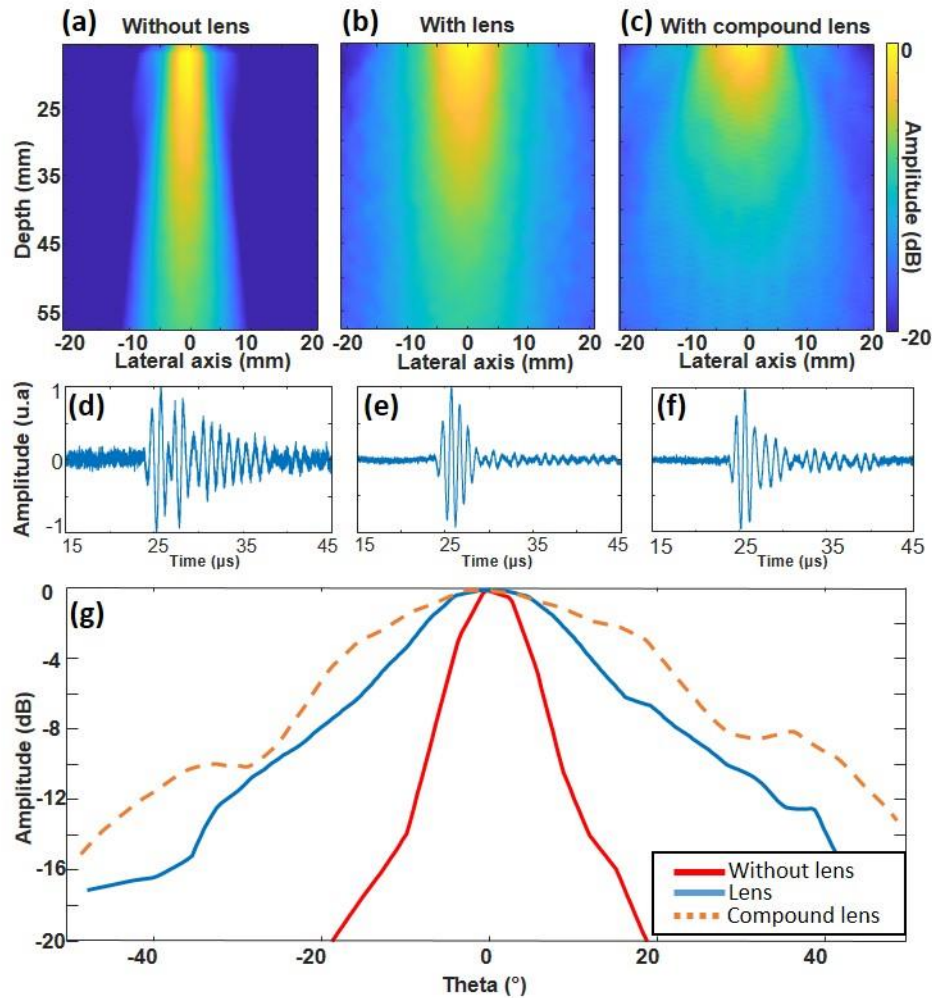 (a) Without lens
(b) With lens
(c) With compound lens
0
-20
Amplitude (dB)
Depth (mm)
25
35
45
55
-20 -10 0 10 20
Lateral axis (mm)
-20 -10 0 10 20
Lateral axis (mm)
-20 -10 0 10 20
Lateral axis (mm)
(d)
(e)
(f)
Amplitude (u.a)
1
0
-1
15 25 35 45
Time (µs)
15 25 35 45
Time (µs)
15 25 35 45
Time (µs)
(g)
Amplitude (dB)
0
-4
-8
-12
-16
-20
-40 -20 0 20 40
Theta (°)
Without lens
Lens
Compound lens